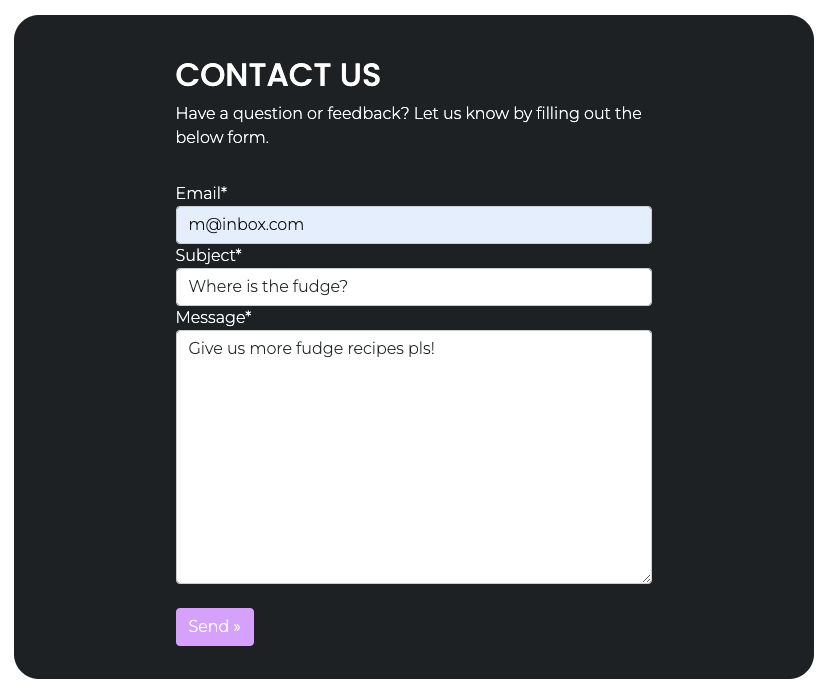 CONTACT US
Have a question or feedback? Let us know by filling out the
below form.
Email*
m@inbox.com
Subject*
Where is the fudge?
Message*
Give us more fudge recipes pls!
Send »